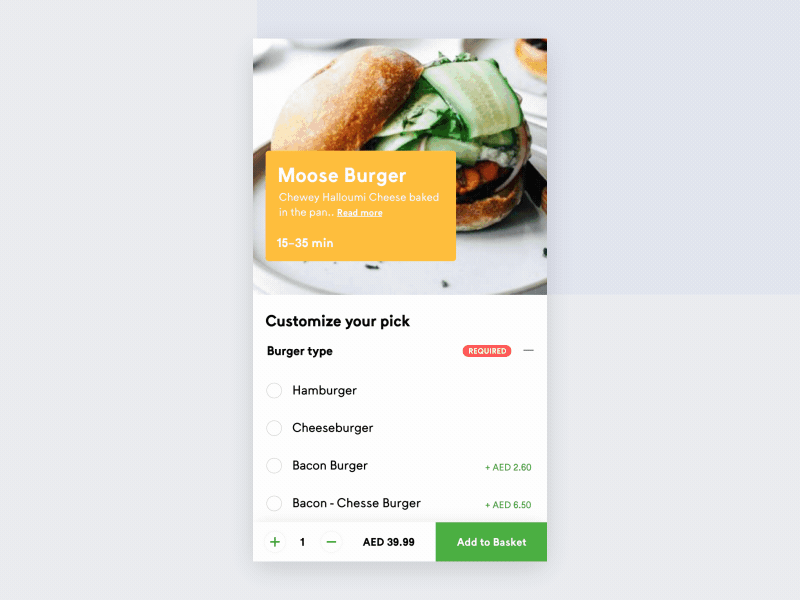 Moose Burger
Chewey Halloumi Cheese baked
in the pan.. Read more
15-35 min
Customize your pick
Burger type REQUIRED
Hamburger
Cheeseburger
Bacon Burger + AED 2.60
Bacon - Chesse Burger + AED 6.50
+ 1 − AED 39.99 Add to Basket